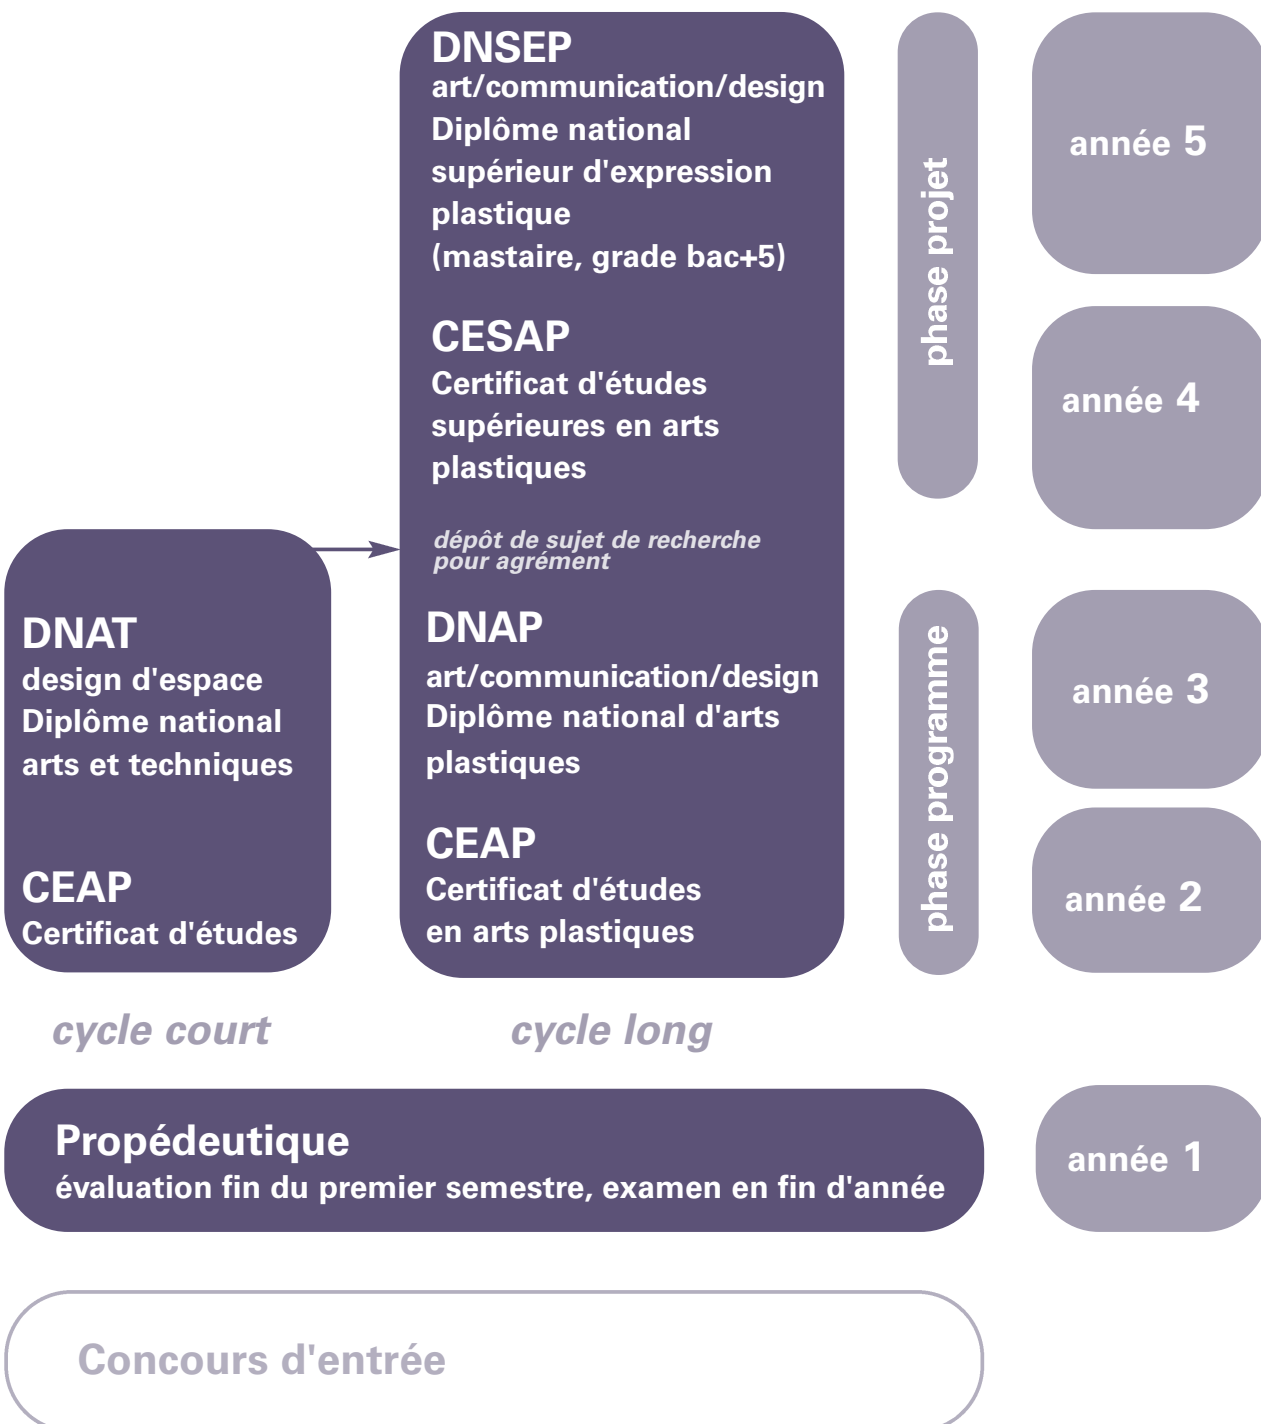 DNSEP
art/communication/design
Diplôme national
supérieur d'expression
plastique
(mastaire, grade bac+5)
CESAP
Certificat d'études
supérieures en arts
plastiques
dépôt de sujet de recherche
pour agrément
DNAP
art/communication/design
Diplôme national d'arts
plastiques
CEAP
Certificat d'études
en arts plastiques
DNAT
design d'espace
Diplôme national
arts et techniques
CEAP
Certificat d'études
phase projet
phase programme
année 5
année 4
année 3
année 2
cycle court
cycle long
Propédeutique
évaluation fin du premier semestre, examen en fin d'année
année 1
Concours d'entrée